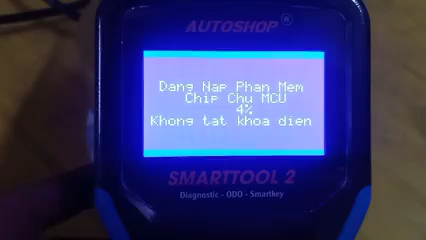 AUTOSHOP®
Dang Nap Phan Mem
Chip Chu MCU
4%
Khong tat khoa dien
SMARTTOOL 2
Diagnostic - ODO - Smartkey